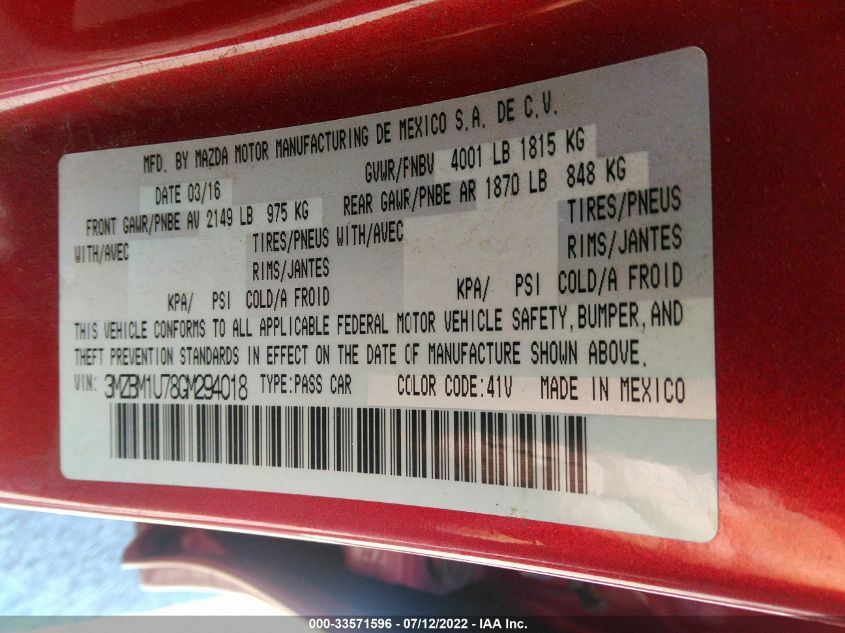 MFD. BY MAZDA MOTOR MANUFACTURING DE MEXICO S.A. DE C.V.
DATE 03/16 GVWR/PNBV 4001 LB 1815 KG
FRONT GAWR/PNBE AV 2149 LB 975 KG REAR GAWR/PNBE AR 1870 LB 848 KG
WITH/AVEC TIRES/PNEUS WITH/AVEC TIRES/PNEUS
RIMS/JANTES RIMS/JANTES
KPA/ PSI COLD/A FROID KPA/ PSI COLD/A FROID
THIS VEHICLE CONFORMS TO ALL APPLICABLE FEDERAL MOTOR VEHICLE SAFETY, BUMPER, AND
THEFT PREVENTION STANDARDS IN EFFECT ON THE DATE OF MANUFACTURE SHOWN ABOVE.
VIN: 3MZBM1U78GM294018 TYPE:PASS CAR COLOR CODE:41V MADE IN MEXICO
000-33571596 - 07/12/2022 - IAA Inc.